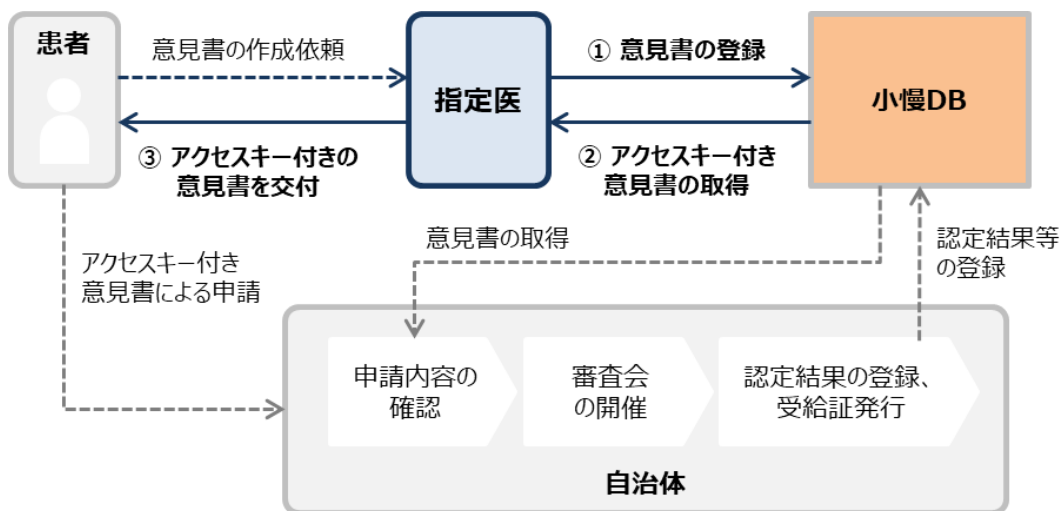 患者
意見書の作成依頼
指定医
① 意見書の登録
小慢DB
③ アクセスキー付きの
意見書を交付
② アクセスキー付き
意見書の取得
アクセスキー付き
意見書による申請
意見書の取得
認定結果等
の登録
申請内容の
確認
審査会
の開催
認定結果の登録、
受給証発行
自治体